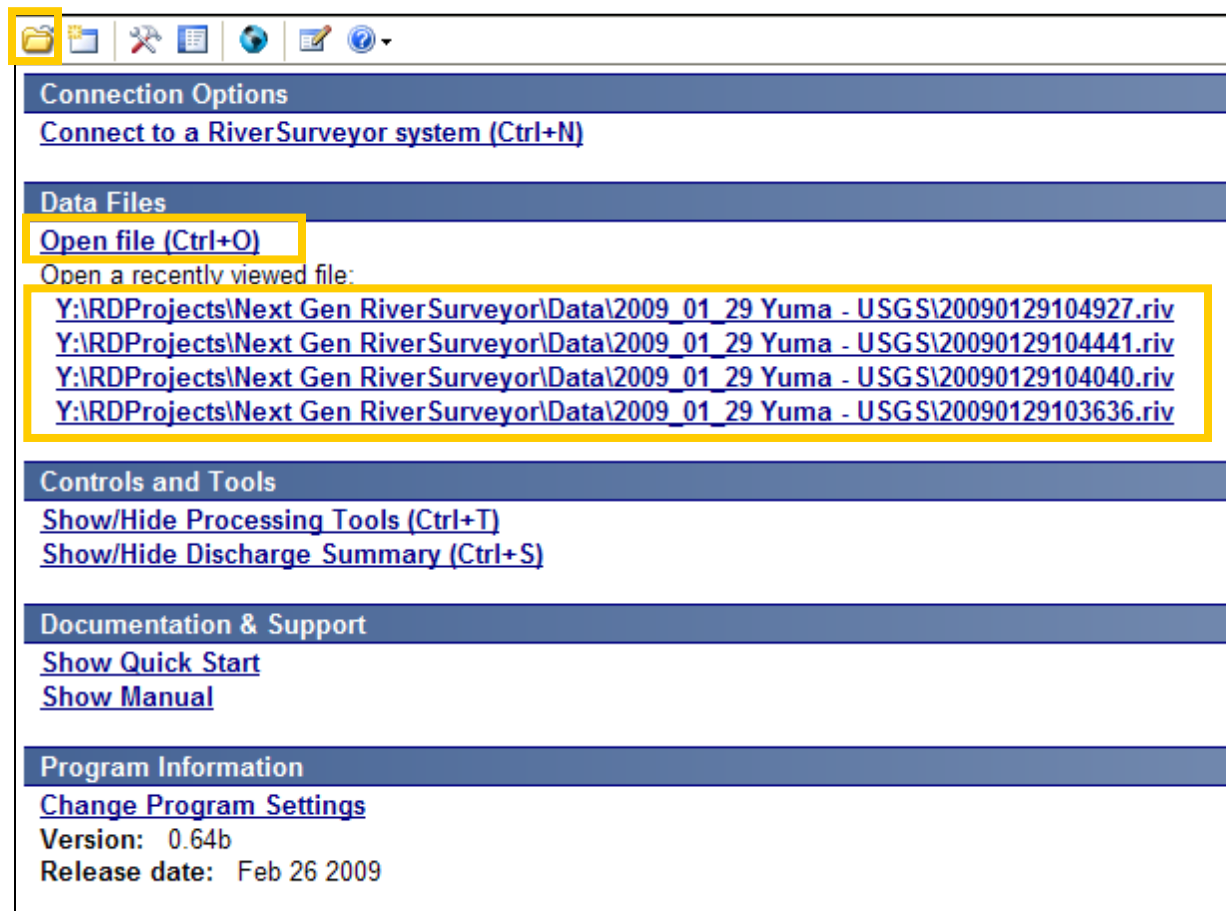 Connection Options
Connect to a RiverSurveyor system (Ctrl+N)
Data Files
Open file (Ctrl+O)
Open a recently viewed file:
Y:\RDProjects\Next Gen RiverSurveyor\Data\2009_01_29 Yuma - USGS\20090129104927.riv
Y:\RDProjects\Next Gen RiverSurveyor\Data\2009_01_29 Yuma - USGS\20090129104441.riv
Y:\RDProjects\Next Gen RiverSurveyor\Data\2009_01_29 Yuma - USGS\20090129104040.riv
Y:\RDProjects\Next Gen RiverSurveyor\Data\2009_01_29 Yuma - USGS\20090129103636.riv
Controls and Tools
Show/Hide Processing Tools (Ctrl+T)
Show/Hide Discharge Summary (Ctrl+S)
Documentation & Support
Show Quick Start
Show Manual
Program Information
Change Program Settings
Version: 0.64b
Release date: Feb 26 2009